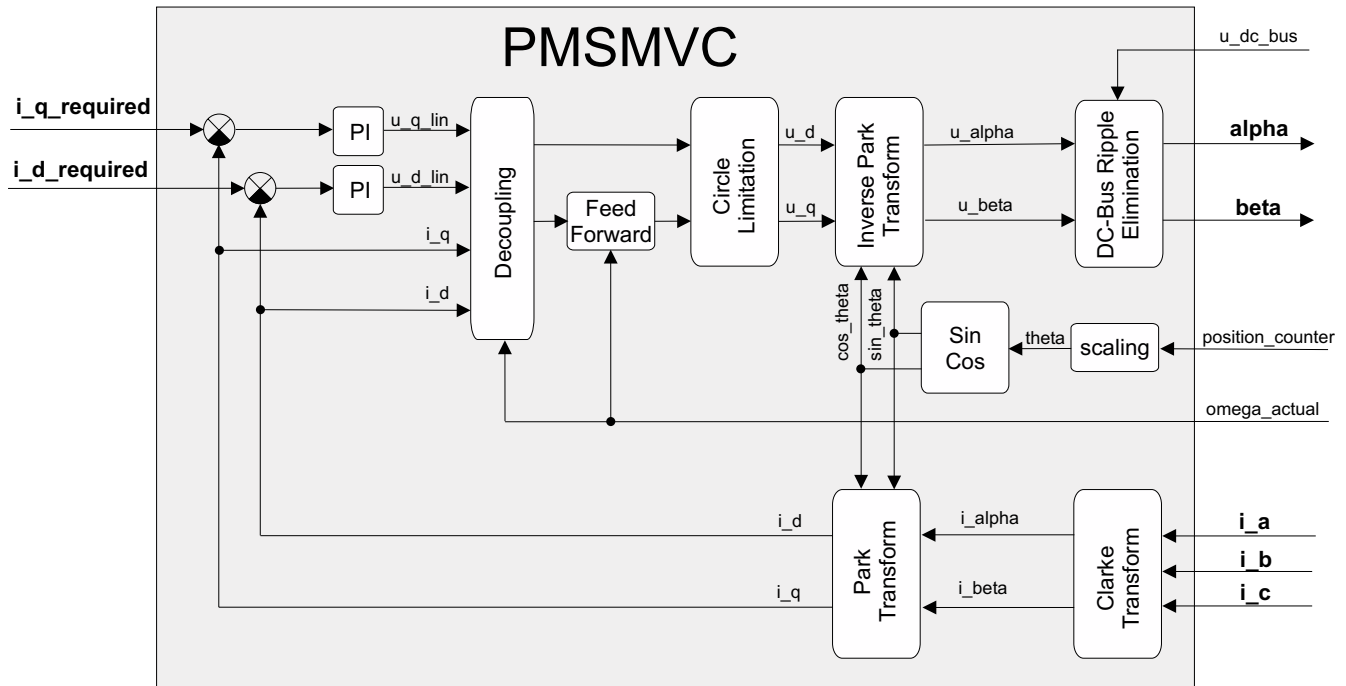 PMSMVC
u_dc_bus
i_q_required
i_d_required
PI
u_q_lin
PI
u_d_lin
i_q
i_d
Decoupling
Feed
Forward
Circle
Limitation
u_d
u_q
Inverse Park
Transform
u_alpha
u_beta
DC-Bus Ripple
Elimination
alpha
beta
cos_theta
sin_theta
Sin
Cos
theta
scaling
position_counter
omega_actual
i_d
i_q
Park
Transform
i_alpha
i_beta
Clarke
Transform
i_a
i_b
i_c